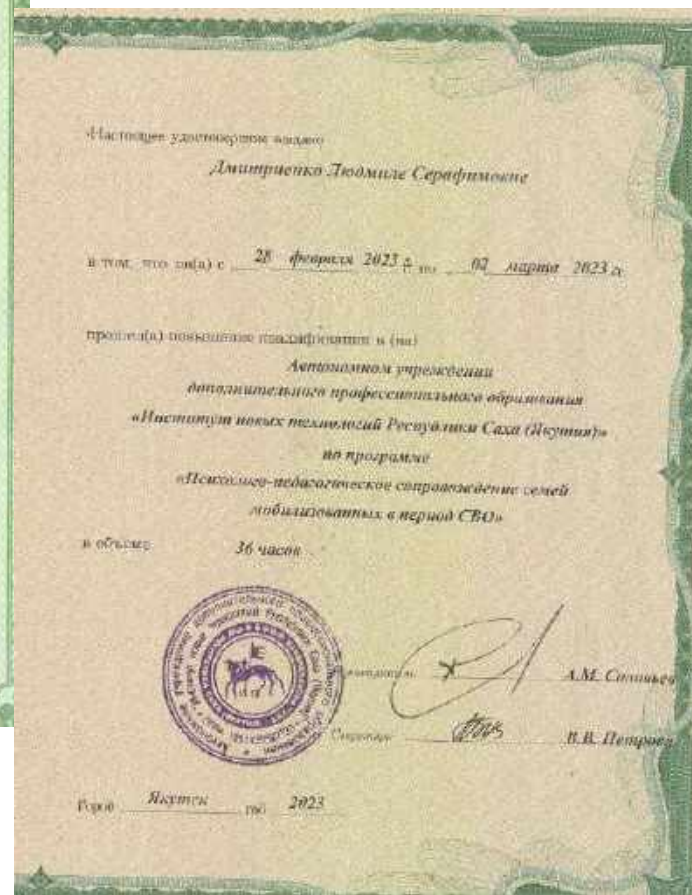 Настоящее удостоверение выдано
Дмитриенко Людмиле Серафимовне
в том, что он(а) с 28 февраля 2023 г. по 02 марта 2023 г.
прошел(а) повышение квалификации в (на)
Автономном учреждении
дополнительного профессионального образования
«Институт новых технологий Республики Саха (Якутия)»
по программе
«Психолого-педагогическое сопровождение семей
мобилизованных в период СВО»
в объеме 36 часов
Руководитель А.М. Соловьев
Секретарь В.В. Петрова
Город Якутск год 2023